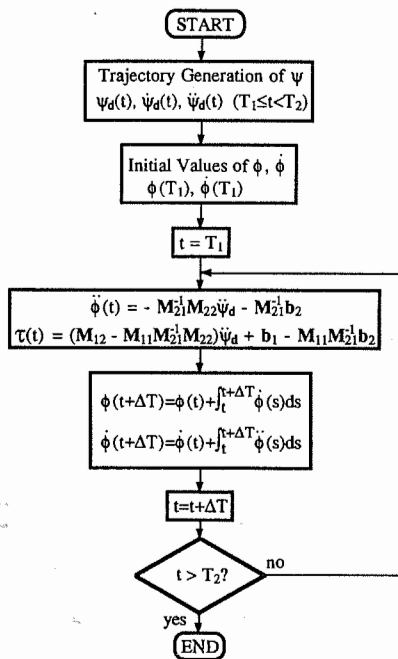 START
Trajectory Generation of ψ
ψd(t), ψ̇d(t), ψ̈d(t) (T1≤t<T2)
Initial Values of ϕ, ϕ̇
ϕ(T1), ϕ̇(T1)
t = T1
ϕ̈(t) = - M21⁻¹M22ψ̈d - M21⁻¹b2
τ(t) = (M12 - M11M21⁻¹M22)ψ̈d + b1 - M11M21⁻¹b2
ϕ(t+ΔT)=ϕ(t)+∫t^t+ΔT ϕ̇(s)ds
ϕ̇(t+ΔT)=ϕ̇(t)+∫t^t+ΔT ϕ̈(s)ds
t=t+ΔT
t > T2?
no
yes
END